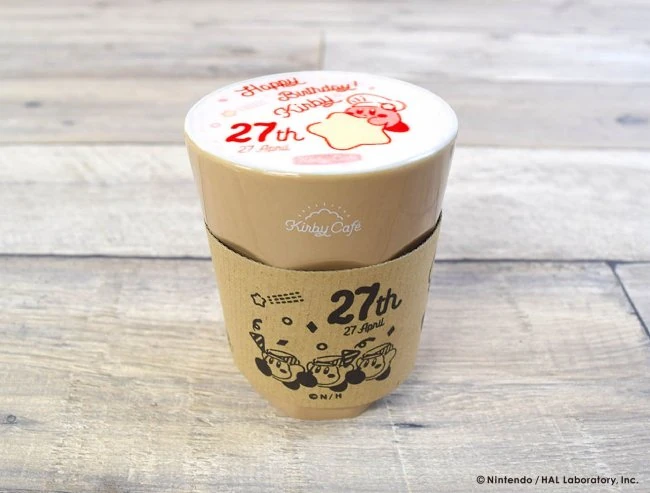 Happy
Birthday!
Kirby
27th
27 April
Kirby Café
Kirby Café
27th
27 April
©N/H
© Nintendo / HAL Laboratory, Inc.